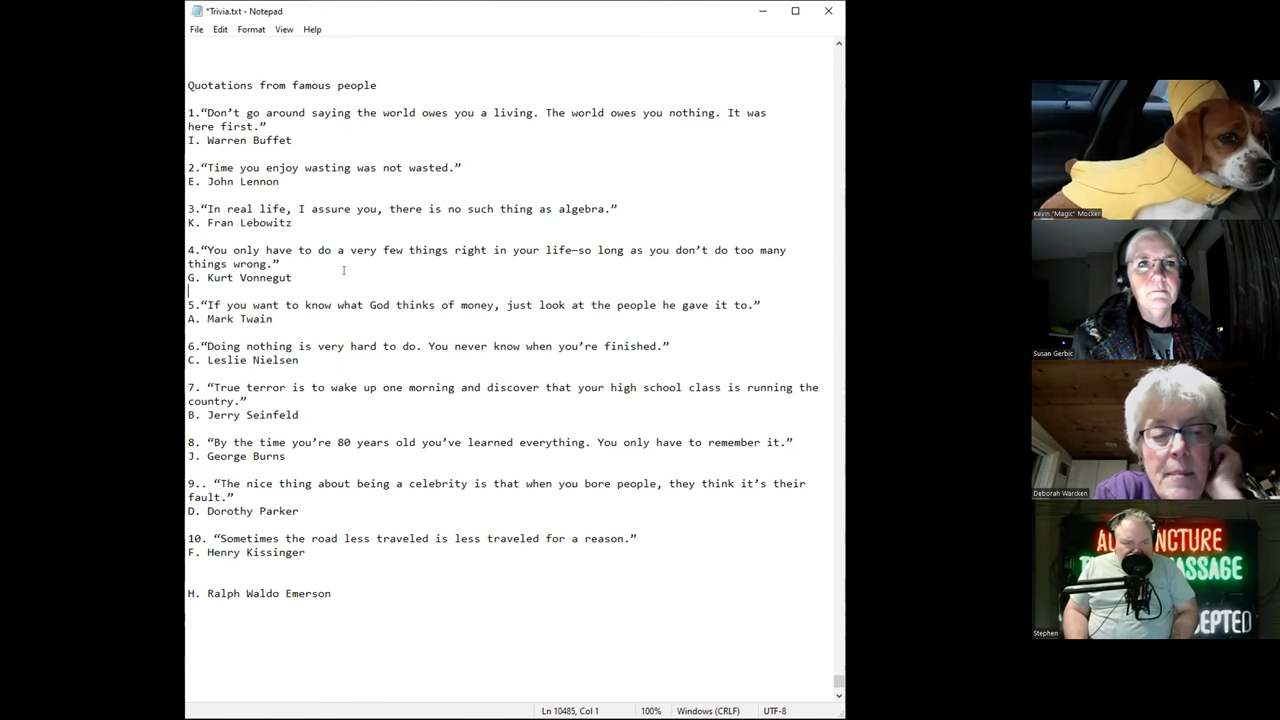 *Trivia.txt - Notepad
File Edit Format View Help
Quotations from famous people
1.“Don’t go around saying the world owes you a living. The world owes you nothing. It was
here first.”
I. Warren Buffet
2.“Time you enjoy wasting was not wasted.”
E. John Lennon
3.“In real life, I assure you, there is no such thing as algebra.”
K. Fran Lebowitz
4.“You only have to do a very few things right in your life—so long as you don’t do too many
things wrong.”
G. Kurt Vonnegut
5.“If you want to know what God thinks of money, just look at the people he gave it to.”
A. Mark Twain
6.“Doing nothing is very hard to do. You never know when you’re finished.”
C. Leslie Nielsen
7. “True terror is to wake up one morning and discover that your high school class is running the
country.”
B. Jerry Seinfeld
8. “By the time you’re 80 years old you’ve learned everything. You only have to remember it.”
J. George Burns
9.. “The nice thing about being a celebrity is that when you bore people, they think it’s their
fault.”
D. Dorothy Parker
10. “Sometimes the road less traveled is less traveled for a reason.”
F. Henry Kissinger
H. Ralph Waldo Emerson
Ln 10485, Col 1 100% Windows (CRLF) UTF-8
Kevin "Magic" Mocker
Susan Gerbic
Deborah Warcken
Stephen